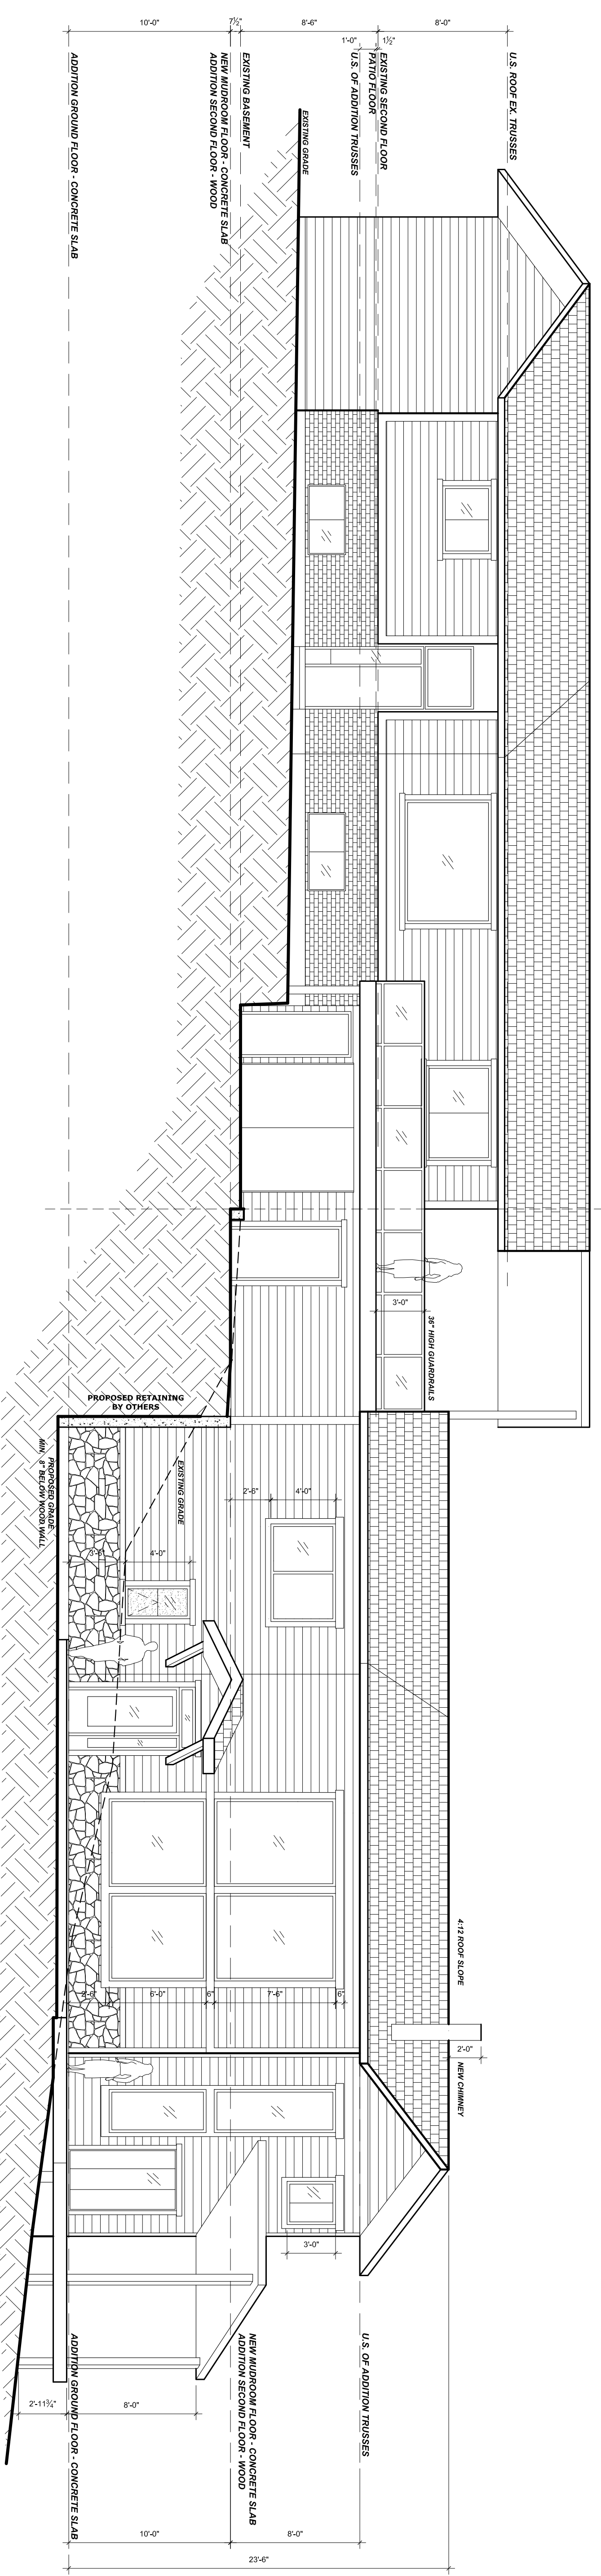 10'-0"
7½"
8'-6"
8'-0"
1'-0"
1½"
ADDITION GROUND FLOOR - CONCRETE SLAB
NEW MUDROOM FLOOR - CONCRETE SLAB
ADDITION SECOND FLOOR - WOOD
EXISTING BASEMENT
EXISTING GRADE
U.S. OF ADDITION TRUSSES
PATIO FLOOR
EXISTING SECOND FLOOR
U.S. ROOF EX. TRUSSES
3'-0"
36" HIGH GUARDRAILS
PROPOSED RETAINING
BY OTHERS
PROPOSED GRADE
MIN. 8" BELOW WOOD WALL
EXISTING GRADE
2'-6"
4'-0"
3'-6"
4'-0"
4:12 ROOF SLOPE
2'-6"
6'-0"
6"
7'-6"
6"
2'-0"
NEW CHIMNEY
3'-0"
2'-11¾"
8'-0"
ADDITION GROUND FLOOR - CONCRETE SLAB
NEW MUDROOM FLOOR - CONCRETE SLAB
ADDITION SECOND FLOOR - WOOD
U.S. OF ADDITION TRUSSES
10'-0"
8'-0"
23'-6"